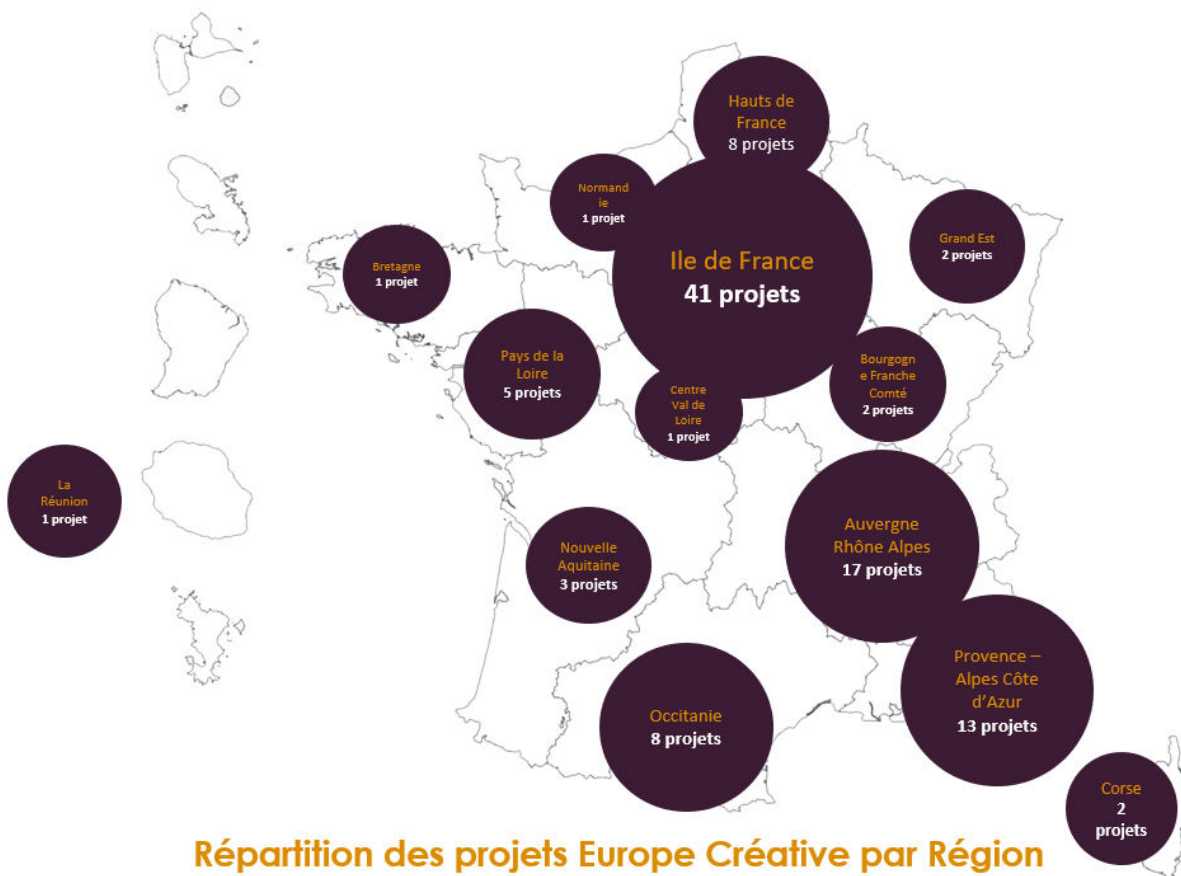 Hauts de
France
8 projets
Normand
ie
1 projet
Ile de France
41 projets
Grand Est
2 projets
Bretagne
1 projet
Pays de la
Loire
5 projets
Centre
Val de
Loire
1 projet
Bourgogn
e Franche
Comté
2 projets
La
Réunion
1 projet
Nouvelle
Aquitaine
3 projets
Auvergne
Rhône Alpes
17 projets
Provence –
Alpes Côte
d’Azur
13 projets
Occitanie
8 projets
Corse
2
projets
Répartition des projets Europe Créative par Région